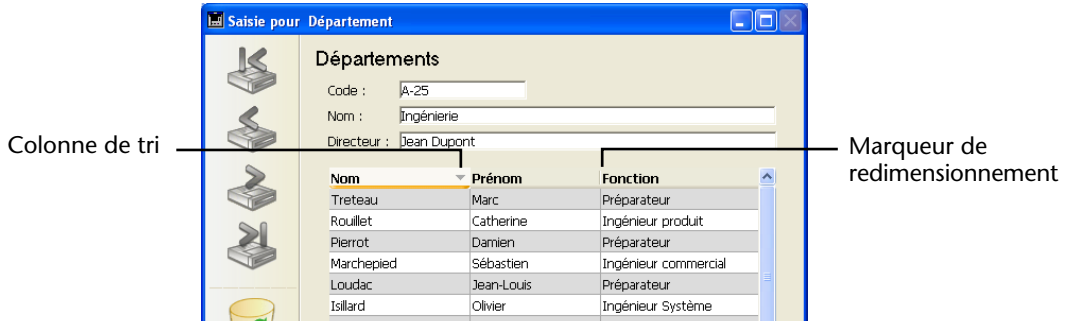 Saisie pour Département
Départements
Code : A-25
Nom : Ingénierie
Directeur : Jean Dupont
Colonne de tri
Marqueur de
redimensionnement
Nom Prénom Fonction
Treteau Marc Préparateur
Rouillet Catherine Ingénieur produit
Pierrot Damien Préparateur
Marchepied Sébastien Ingénieur commercial
Loudac Jean-Louis Préparateur
Isillard Olivier Ingénieur Système